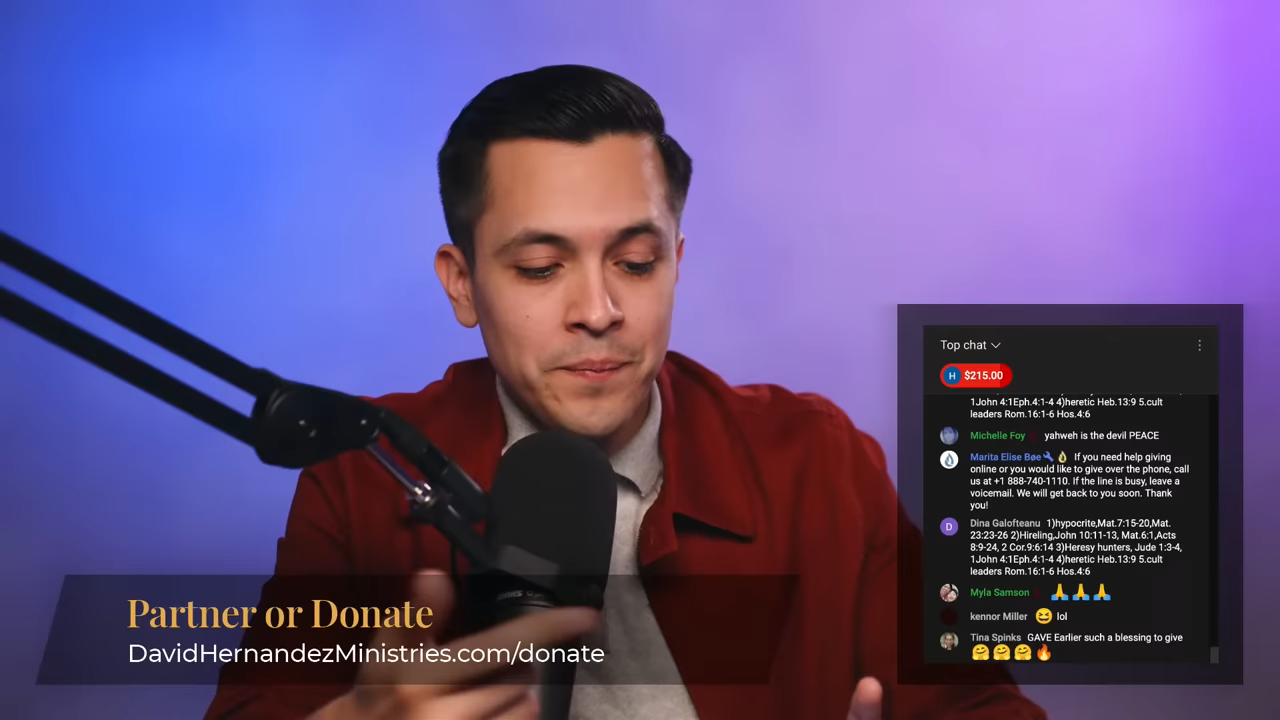 Partner or Donate
DavidHernandezMinistries.com/donate
Top chat
H $215.00
1John 4:1Eph.4:1-4 4)heretic Heb.13:9 5.cult
leaders Rom.16:1-6 Hos.4:6
Michelle Foy yahweh is the devil PEACE
Marita Elise Bøe If you need help giving
online or you would like to give over the phone, call
us at +1 888-740-1110. If the line is busy, leave a
voicemail. We will get back to you soon. Thank
you!
D Dina Galofteanu 1)hypocrite,Mat.7:15-20,Mat.
23:23-26 2)Hireling,John 10:11-13, Mat.6:1,Acts
8:9-24, 2 Cor.9:6:14 3)Heresy hunters, Jude 1:3-4,
1John 4:1Eph.4:1-4 4)heretic Heb.13:9 5.cult
leaders Rom.16:1-6 Hos.4:6
Myla Samson 🙏🙏🙏
kennor Miller 😆 lol
Tina Spinks GAVE Earlier such a blessing to give
🤗🤗🤗🔥